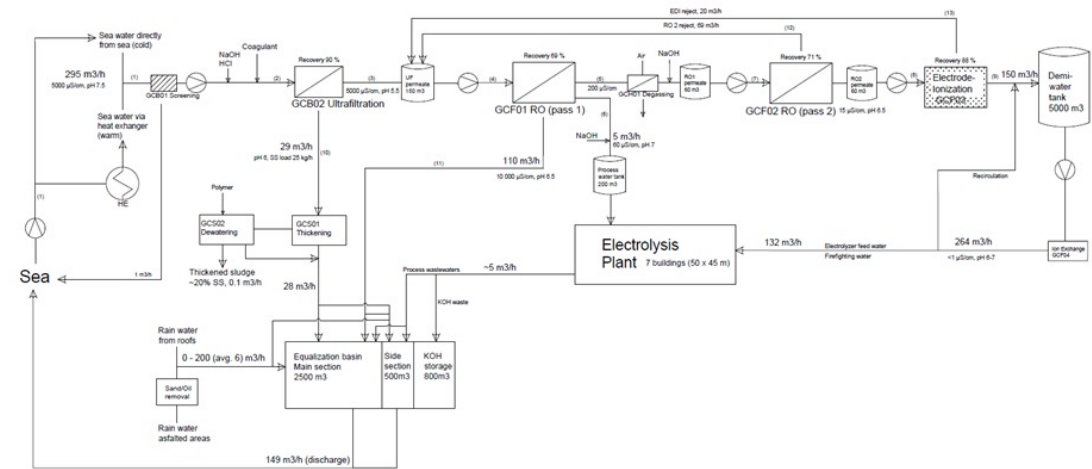 EDI reject, 20 m3/h
(13)
RO 2 reject, 69 m3/h
(12)
Sea water directly
from sea (cold)
295 m3/h
5000 µS/cm, pH 7.5
(1)
GCB01 Screening
NaOH
HCl
Coagulant
(2)
Recovery 90 %
GCB02 Ultrafiltration
(3)
5000 µS/cm, pH 5.5
UF
permeate
150 m3
(4)
Recovery 69 %
GCF01 RO (pass 1)
(5)
200 µS/cm
Air
NaOH
GCH01 Degassing
RO1
permeate
60 m3
(7)
Recovery 71 %
GCF02 RO (pass 2)
RO2
permeate
60 m3
15 µS/cm, pH 6.5
(8)
Recovery 88 %
Electrode-
Ionization
GCF03
(9)
150 m3/h
Demi-
water
tank
5000 m3
Sea water via
heat exhanger
(warm)
HE
(1)
29 m3/h
pH 6, SS load 25 kg/h
(10)
(11)
110 m3/h
10 000 µS/cm, pH 6.5
(6)
NaOH
5 m3/h
60 µS/cm, pH 7
Process
water tank
200 m3
Recirculation
Polymer
GCS02
Dewatering
GCS01
Thickening
Thickened sludge
~20% SS, 0.1 m3/h
Electrolysis
Plant
7 buildings (50 x 45 m)
132 m3/h
Electrolyzer feed water
Firefighting water
264 m3/h
<1 µS/cm, pH 6-7
Ion Exchange
GCF04
Sea
1 m3/h
28 m3/h
Process wastewaters
~5 m3/h
KOH waste
Rain water
from roofs
0 - 200 (avg. 6) m3/h
Sand/Oil
removal
Rain water
asfalted areas
Equalization basin
Main section
2500 m3
Side
section
500m3
KOH
storage
800m3
149 m3/h (discharge)